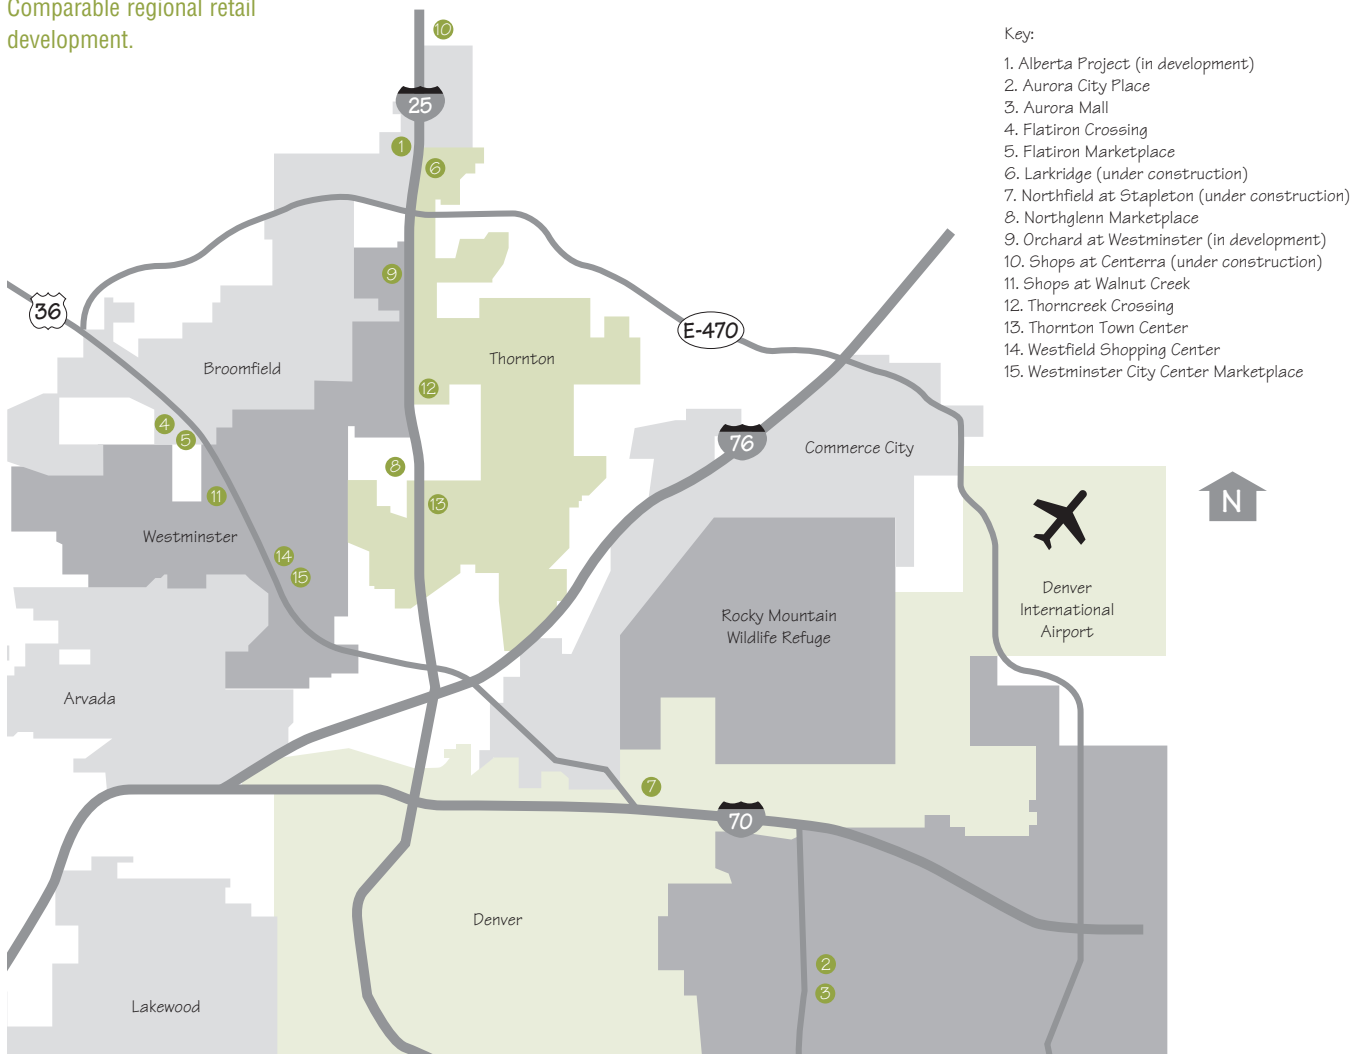 Comparable regional retail
development.
Key:
1. Alberta Project (in development)
2. Aurora City Place
3. Aurora Mall
4. Flatiron Crossing
5. Flatiron Marketplace
6. Larkridge (under construction)
7. Northfield at Stapleton (under construction)
8. Northglenn Marketplace
9. Orchard at Westminster (in development)
10. Shops at Centerra (under construction)
11. Shops at Walnut Creek
12. Thorncreek Crossing
13. Thornton Town Center
14. Westfield Shopping Center
15. Westminster City Center Marketplace
10
25
1
6
9
36
E-470
Broomfield
Thornton
12
4
5
76
Commerce City
8
11
13
N
Westminster
14
15
Denver
International
Airport
Rocky Mountain
Wildlife Refuge
Arvada
7
70
Denver
2
3
Lakewood